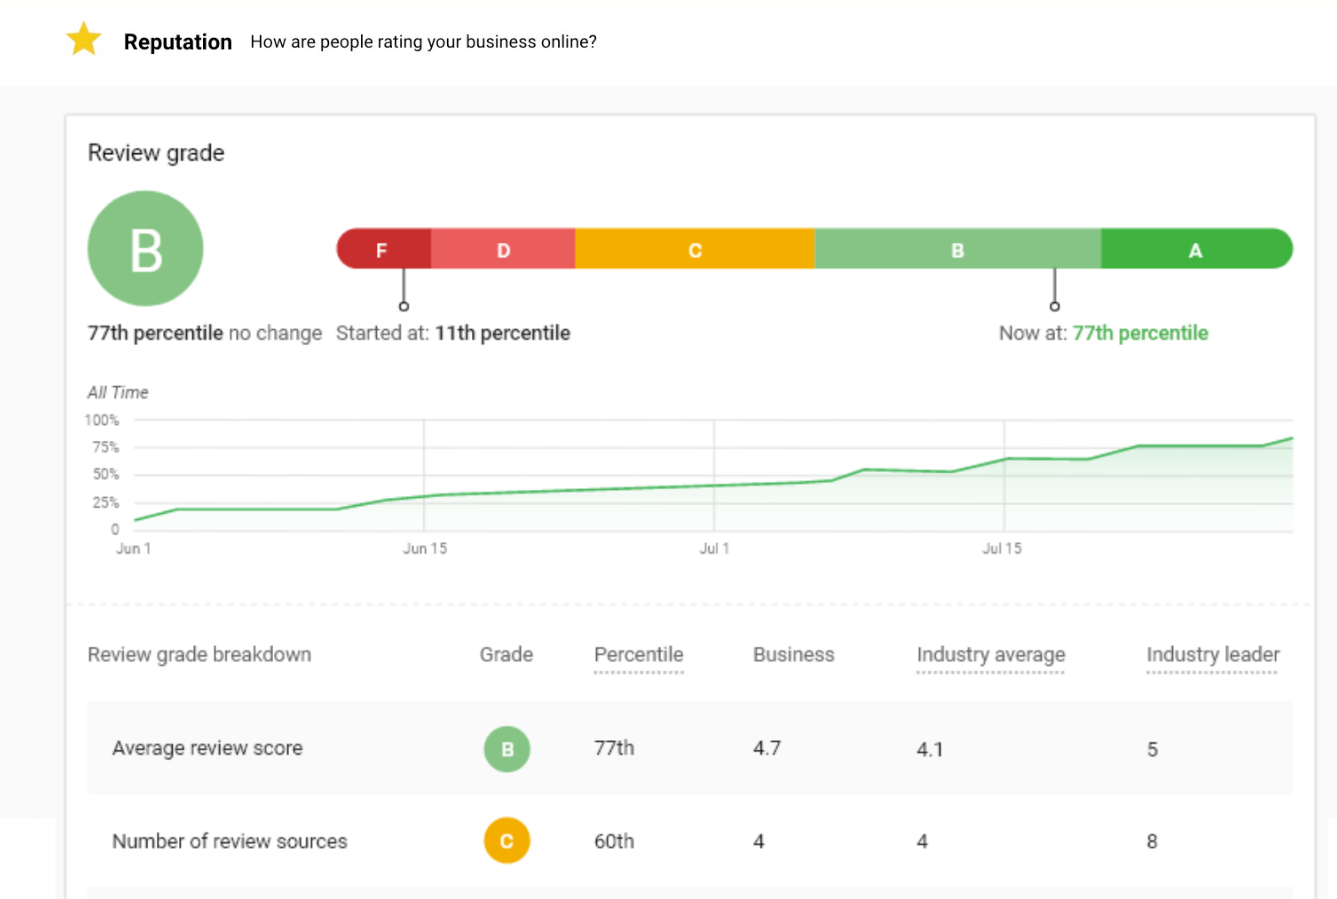 Reputation How are people rating your business online?
Review grade
B
F D C B A
77th percentile no change Started at: 11th percentile Now at: 77th percentile
All Time
100%
75%
50%
25%
0
Jun 1 Jun 15 Jul 1 Jul 15
Review grade breakdown Grade Percentile Business Industry average Industry leader
Average review score B 77th 4.7 4.1 5
Number of review sources C 60th 4 4 8